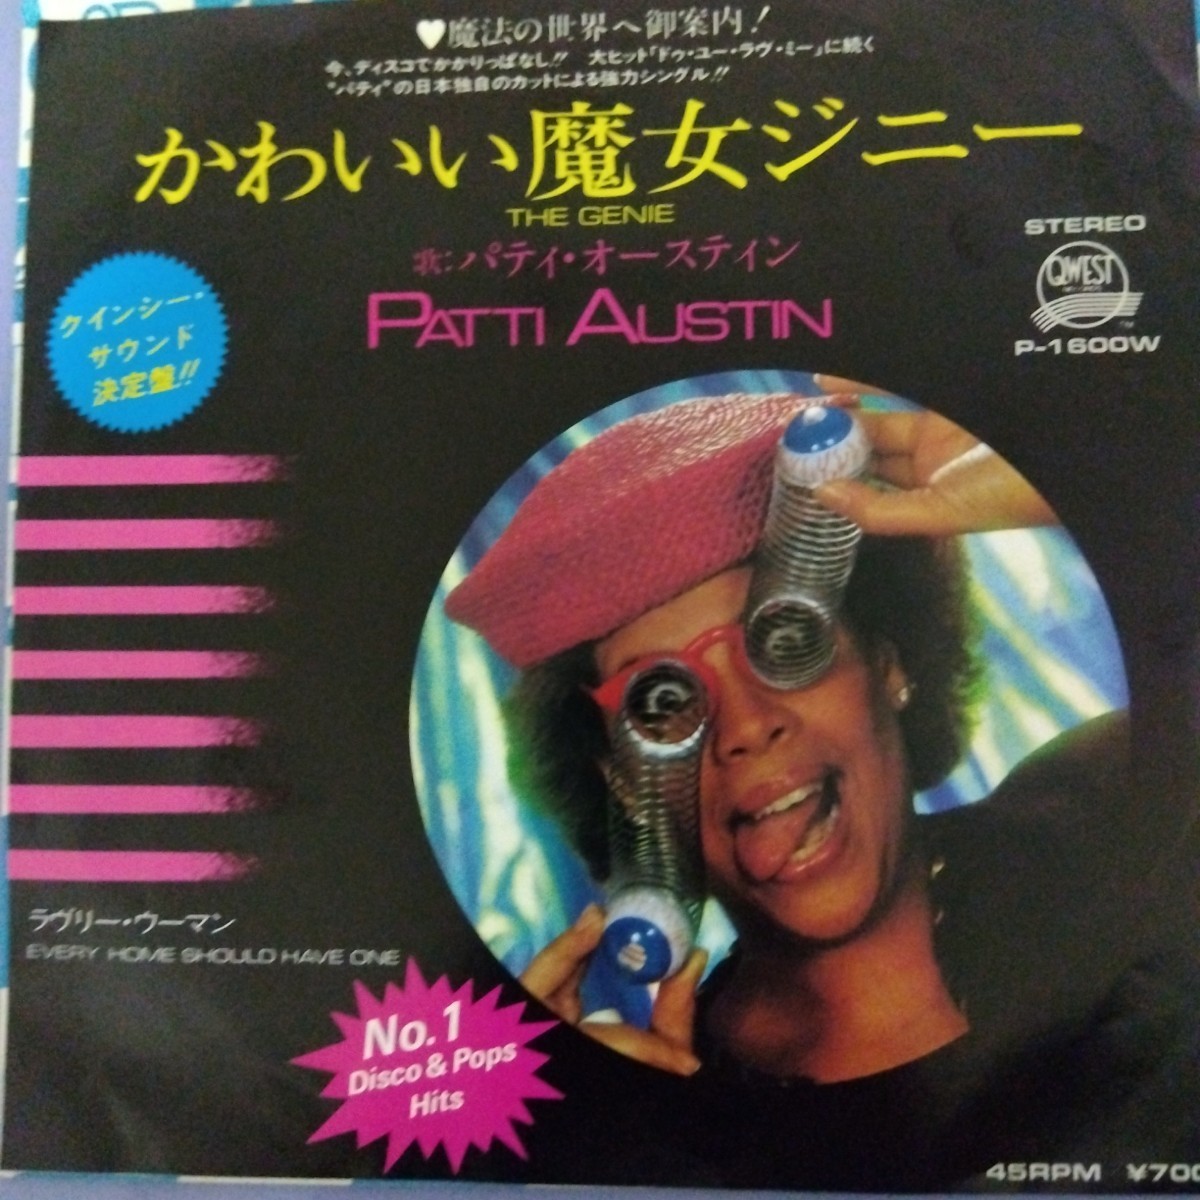 ♥魔法の世界へ御案内!
今、ディスコでかかりっぱなし!! 大ヒット「ドゥ・ユー・ラヴ・ミー」に続く
"パティ"の日本独自のカットによる強力シングル!!
かわいい魔女ジニー
THE GENIE
歌:パティ・オースティン
PATTI AUSTIN
STEREO
QWEST
RECORDS
TM
P-1600W
クインシー・
サウンド
決定盤!!
ラヴリー・ウーマン
EVERY HOME SHOULD HAVE ONE
No.1
Disco & Pops
Hits
45RPM ¥700